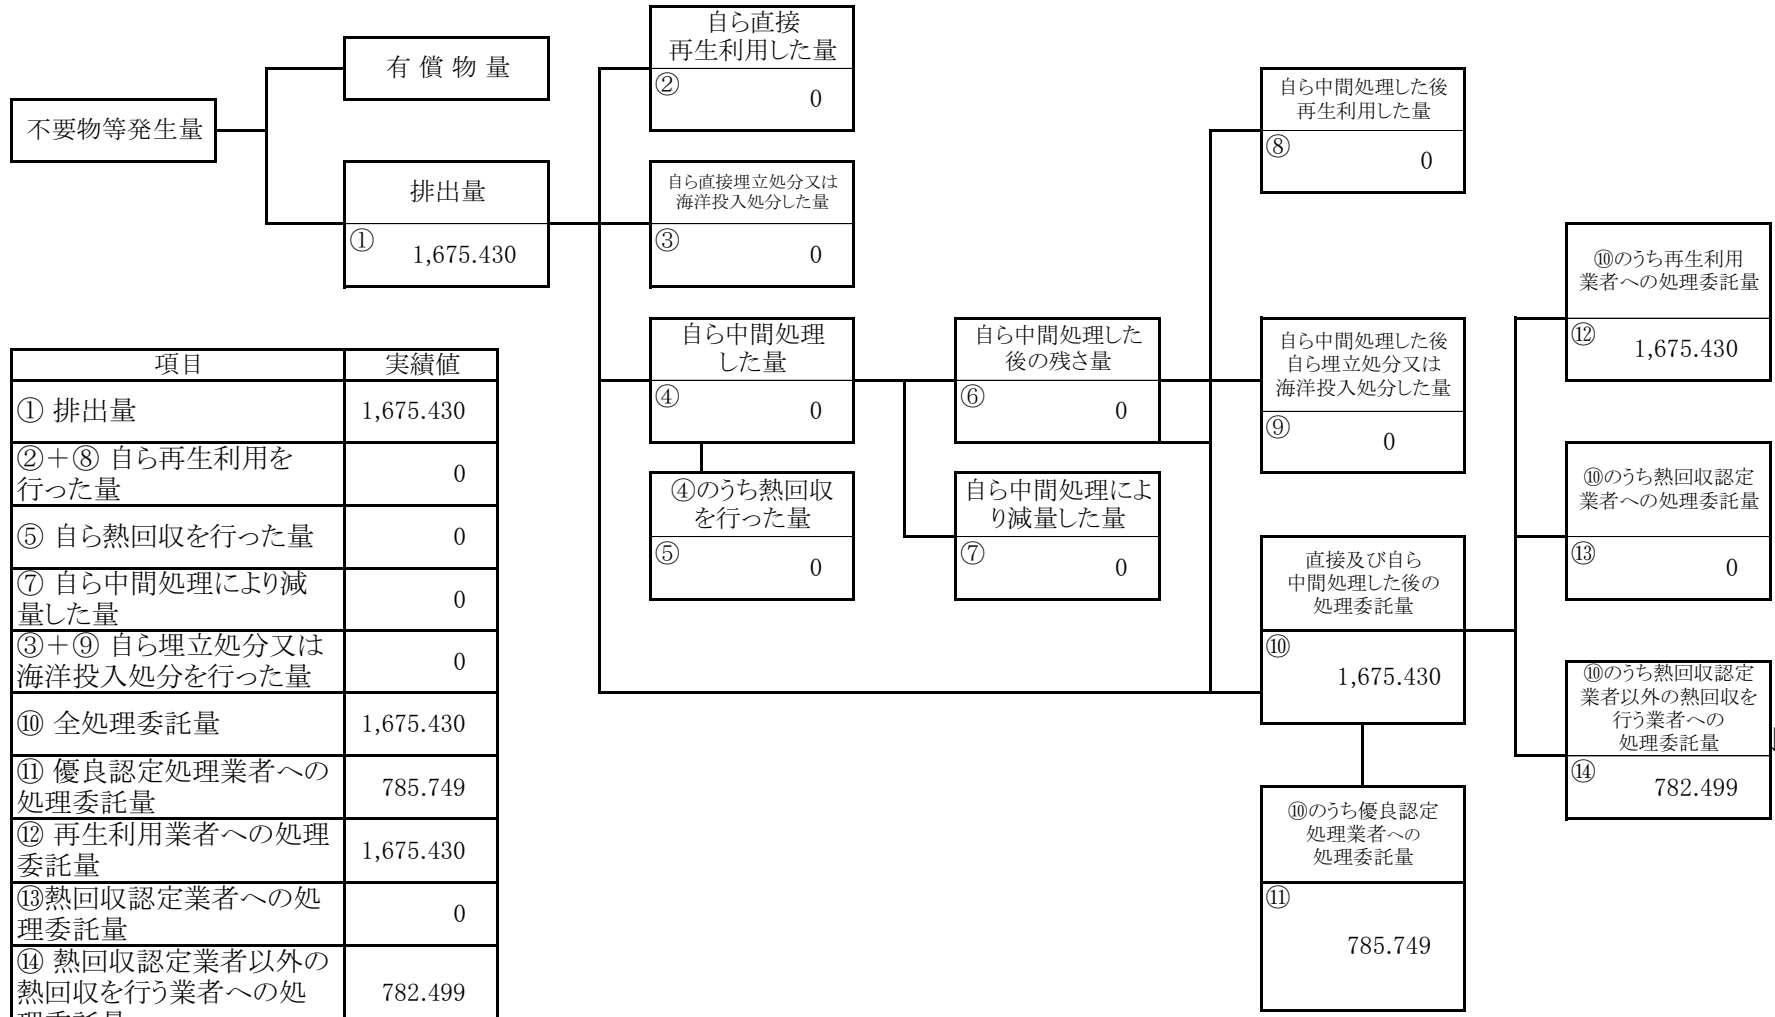 不要物等発生量
有 償 物 量
排出量
①
1,675.430
自ら直接
再生利用した量
②
0
自ら直接埋立処分又は
海洋投入処分した量
③
0
自ら中間処理
した量
④
0
④のうち熱回収
を行った量
⑤
0
自ら中間処理した
後の残さ量
⑥
0
自ら中間処理によ
り減量した量
⑦
0
自ら中間処理した後
再生利用した量
⑧
0
自ら中間処理した後
自ら埋立処分又は
海洋投入処分した量
⑨
0
直接及び自ら
中間処理した後の
処理委託量
⑩
1,675.430
⑩のうち優良認定
処理業者への
処理委託量
⑪
785.749
⑩のうち再生利用
業者への処理委託量
⑫
1,675.430
⑩のうち熱回収認定
業者への処理委託量
⑬
0
⑩のうち熱回収認定
業者以外の熱回収を
行う業者への
処理委託量
⑭
782.499
項目 実績値
① 排出量 1,675.430
②＋⑧ 自ら再生利用を
行った量
0
⑤ 自ら熱回収を行った量 0
⑦ 自ら中間処理により減
量した量
0
③＋⑨ 自ら埋立処分又は
海洋投入処分を行った量
0
⑩ 全処理委託量 1,675.430
⑪ 優良認定処理業者への
処理委託量
785.749
⑫ 再生利用業者への処理
委託量
1,675.430
⑬熱回収認定業者への処
理委託量
0
⑭ 熱回収認定業者以外の
熱回収を行う業者への処
782.499